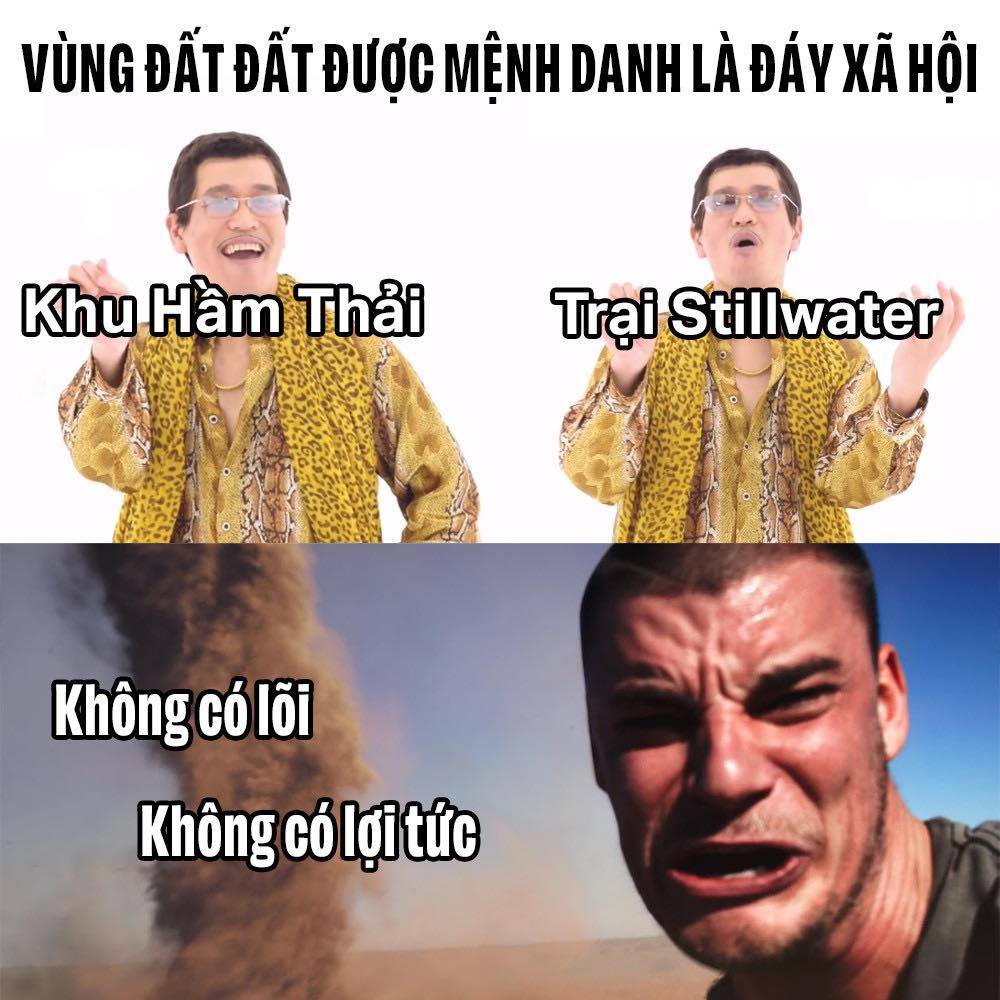 VÙNG ĐẤT ĐẤT ĐƯỢC MỆNH DANH LÀ ĐÁY XÃ HỘI
Khu Hầm Thải
Trại Stillwater
Không có lõi
Không có lợi tức